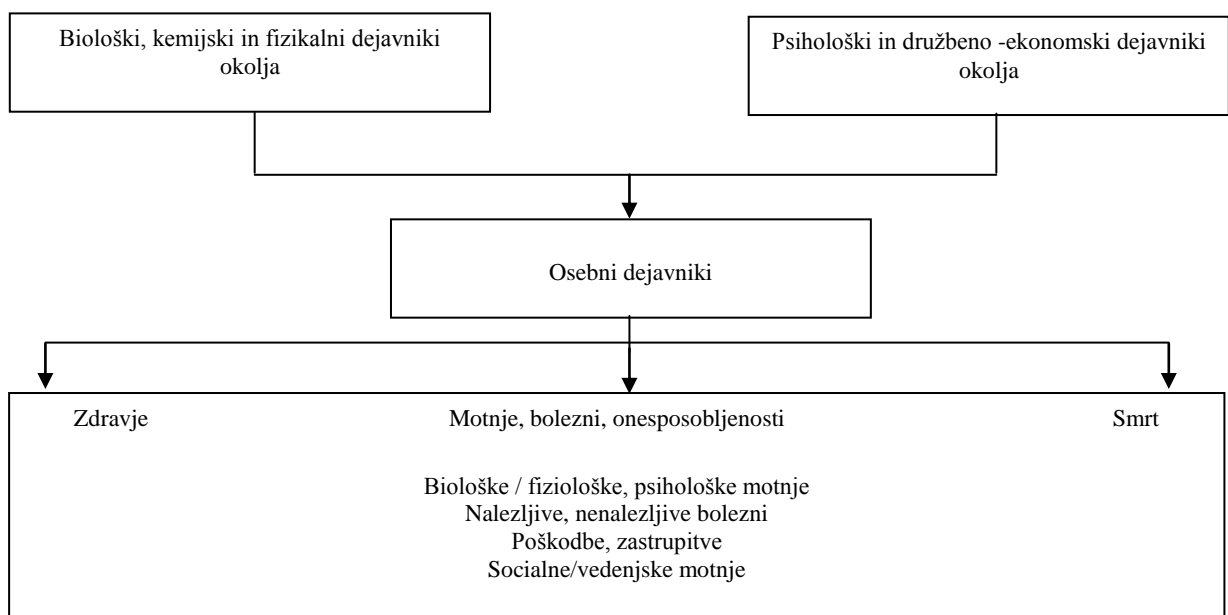 Biološki, kemijski in fizikalni dejavniki
okolja
Psihološki in družbeno -ekonomski dejavniki
okolja
Osebni dejavniki
Zdravje
Motnje, bolezni, onesposobljenosti
Smrt
Biološke / fiziološke, psihološke motnje
Nalezljive, nenalezljive bolezni
Poškodbe, zastrupitve
Socialne/vedenjske motnje